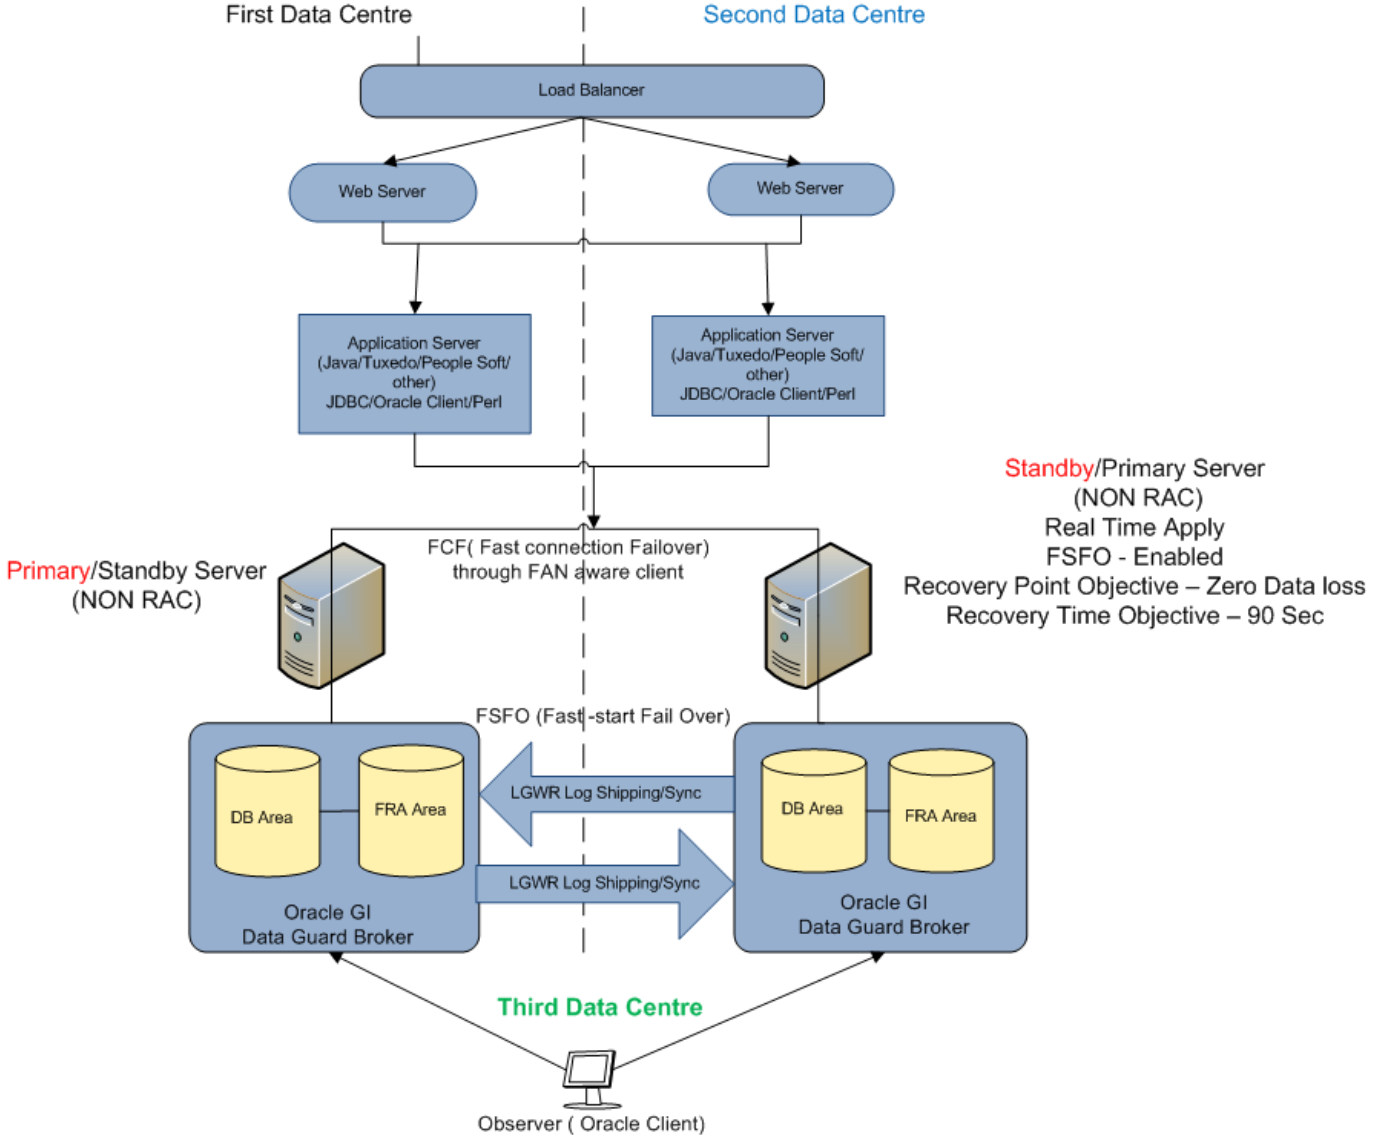 First Data Centre
Second Data Centre
Load Balancer
Web Server
Web Server
Application Server
(Java/Tuxedo/People Soft/
other)
JDBC/Oracle Client/Perl
Application Server
(Java/Tuxedo/People Soft/
other)
JDBC/Oracle Client/Perl
Standby/Primary Server
(NON RAC)
Real Time Apply
FSFO - Enabled
Recovery Point Objective – Zero Data loss
Recovery Time Objective – 90 Sec
FCF( Fast connection Failover)
through FAN aware client
Primary/Standby Server
(NON RAC)
FSFO (Fast -start Fail Over)
DB Area
FRA Area
LGWR Log Shipping/Sync
LGWR Log Shipping/Sync
DB Area
FRA Area
Oracle GI
Data Guard Broker
Oracle GI
Data Guard Broker
Third Data Centre
Observer ( Oracle Client)